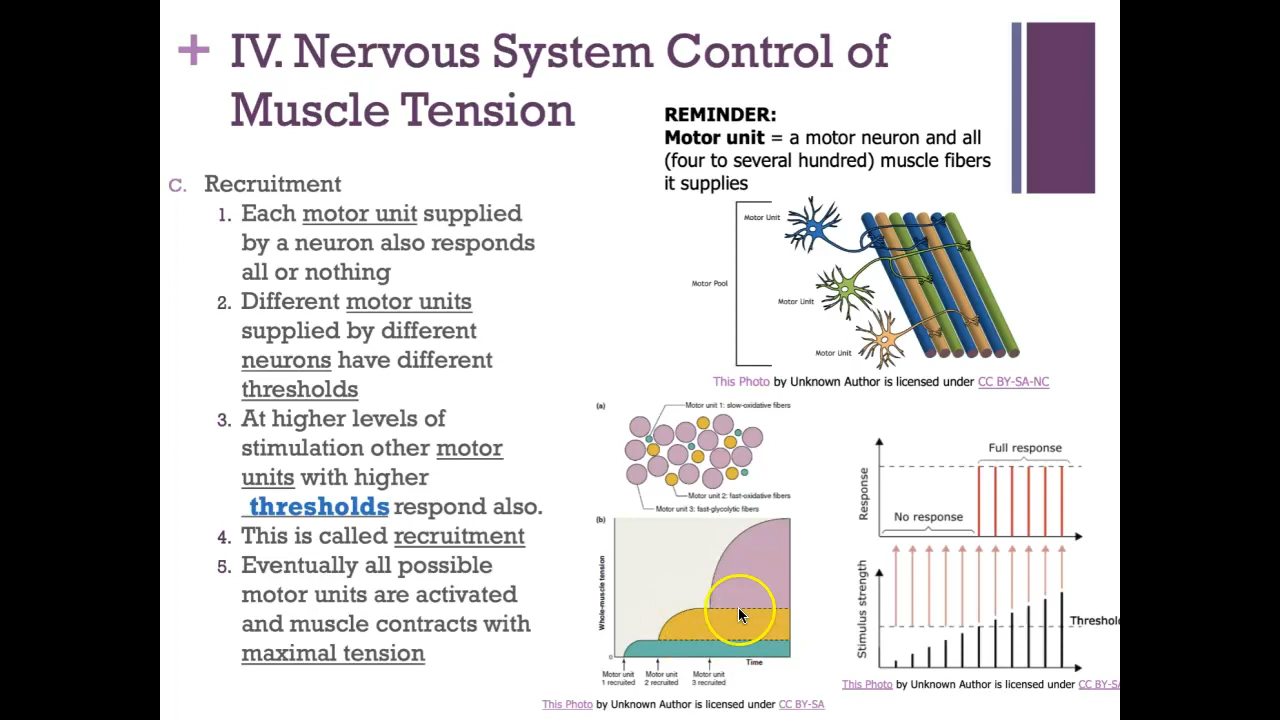 + IV. Nervous System Control of
Muscle Tension
REMINDER:
Motor unit = a motor neuron and all
(four to several hundred) muscle fibers
it supplies
C. Recruitment
1. Each motor unit supplied
by a neuron also responds
all or nothing
2. Different motor units
supplied by different
neurons have different
thresholds
3. At higher levels of
stimulation other motor
units with higher
thresholds respond also.
4. This is called recruitment
5. Eventually all possible
motor units are activated
and muscle contracts with
maximal tension
Motor Unit
Motor Pool
Motor Unit
Motor Unit
This Photo by Unknown Author is licensed under CC BY-SA-NC
(a)
Motor unit 1: slow-oxidative fibers
Motor unit 2: fast-oxidative fibers
Motor unit 3: fast-glycolytic fibers
(b)
Whole-muscle tension
0
Time
Motor unit
1 recruited
Motor unit
2 recruited
Motor unit
3 recruited
This Photo by Unknown Author is licensed under CC BY-SA
Full response
Response
No response
Stimulus strength
Threshold
This Photo by Unknown Author is licensed under CC BY-SA